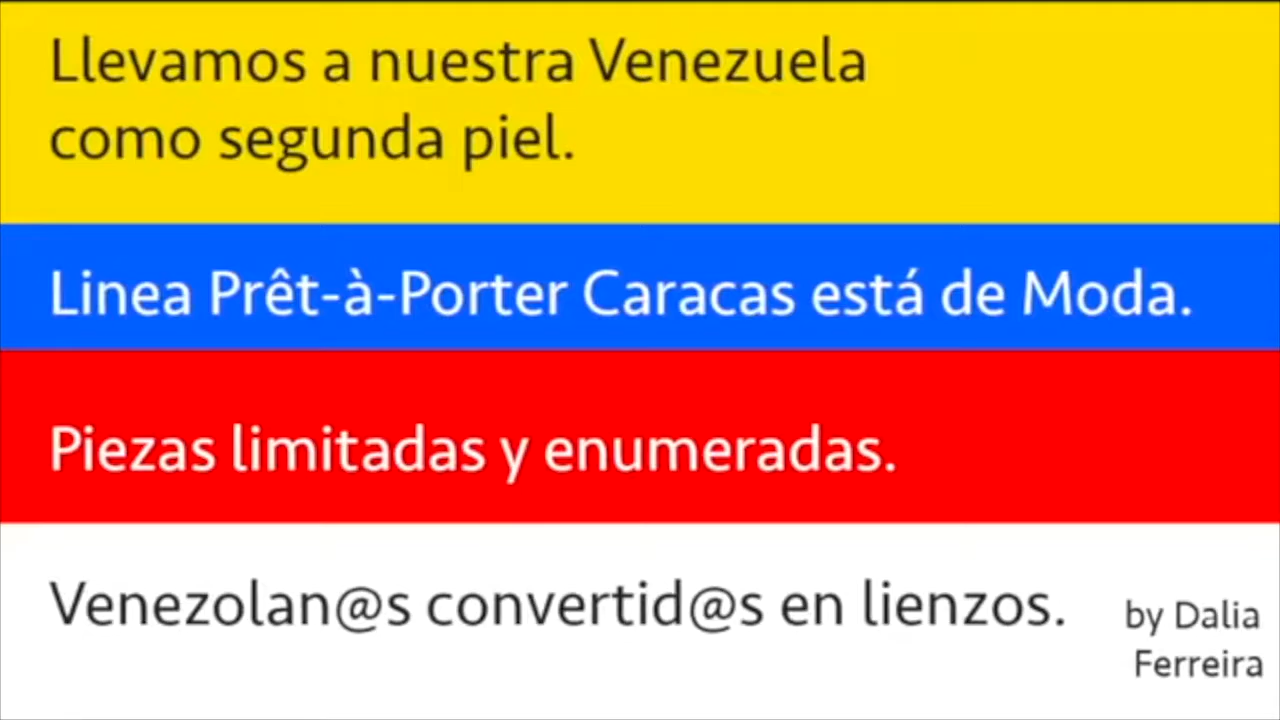 Llevamos a nuestra Venezuela
como segunda piel.
Linea Prêt-à-Porter Caracas está de Moda.
Piezas limitadas y enumeradas.
Venezolan@s convertid@s en lienzos.
by Dalia
Ferreira